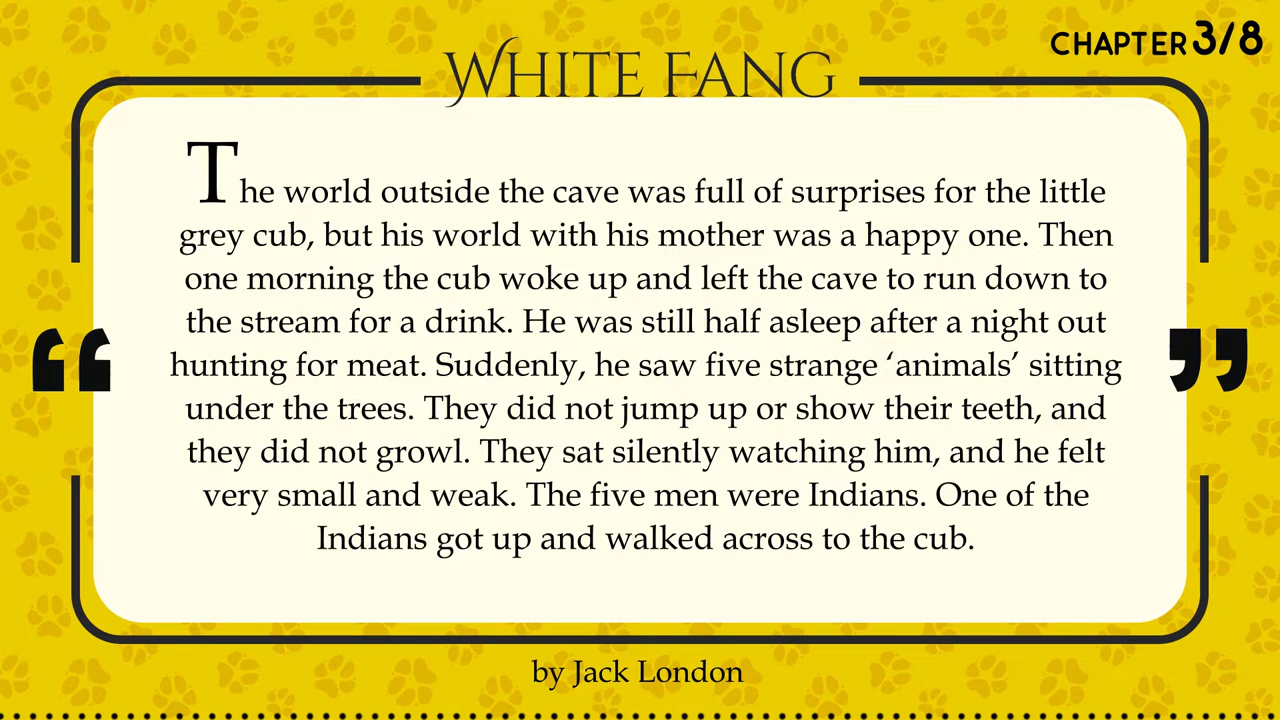 CHAPTER 3/8
WHITE FANG
The world outside the cave was full of surprises for the little
grey cub, but his world with his mother was a happy one. Then
one morning the cub woke up and left the cave to run down to
the stream for a drink. He was still half asleep after a night out
hunting for meat. Suddenly, he saw five strange ‘animals’ sitting
under the trees. They did not jump up or show their teeth, and
they did not growl. They sat silently watching him, and he felt
very small and weak. The five men were Indians. One of the
Indians got up and walked across to the cub.
by Jack London